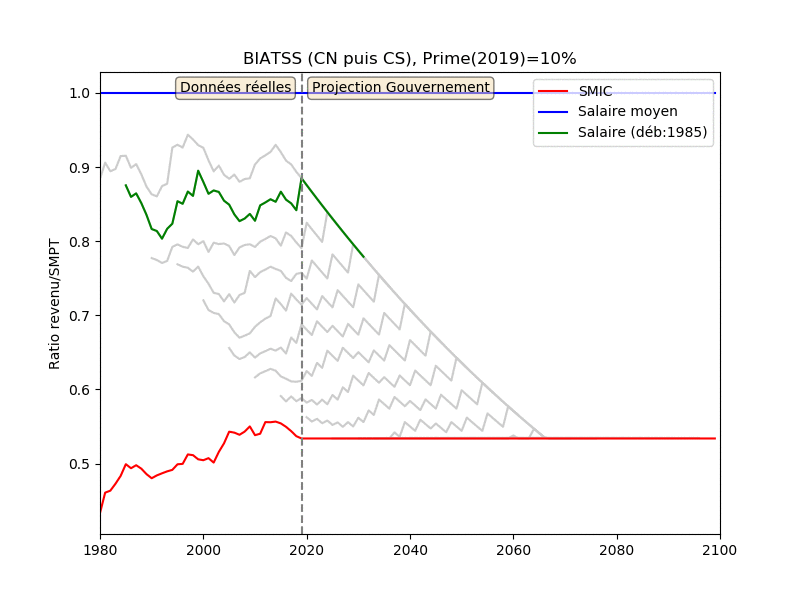 BIATSS (CN puis CS), Prime(2019)=10%
Données réelles
Projection Gouvernement
SMIC
Salaire moyen
Salaire (déb:1985)
Ratio revenu/SMPT
1.0
0.9
0.8
0.7
0.6
0.5
1980
2000
2020
2040
2060
2080
2100